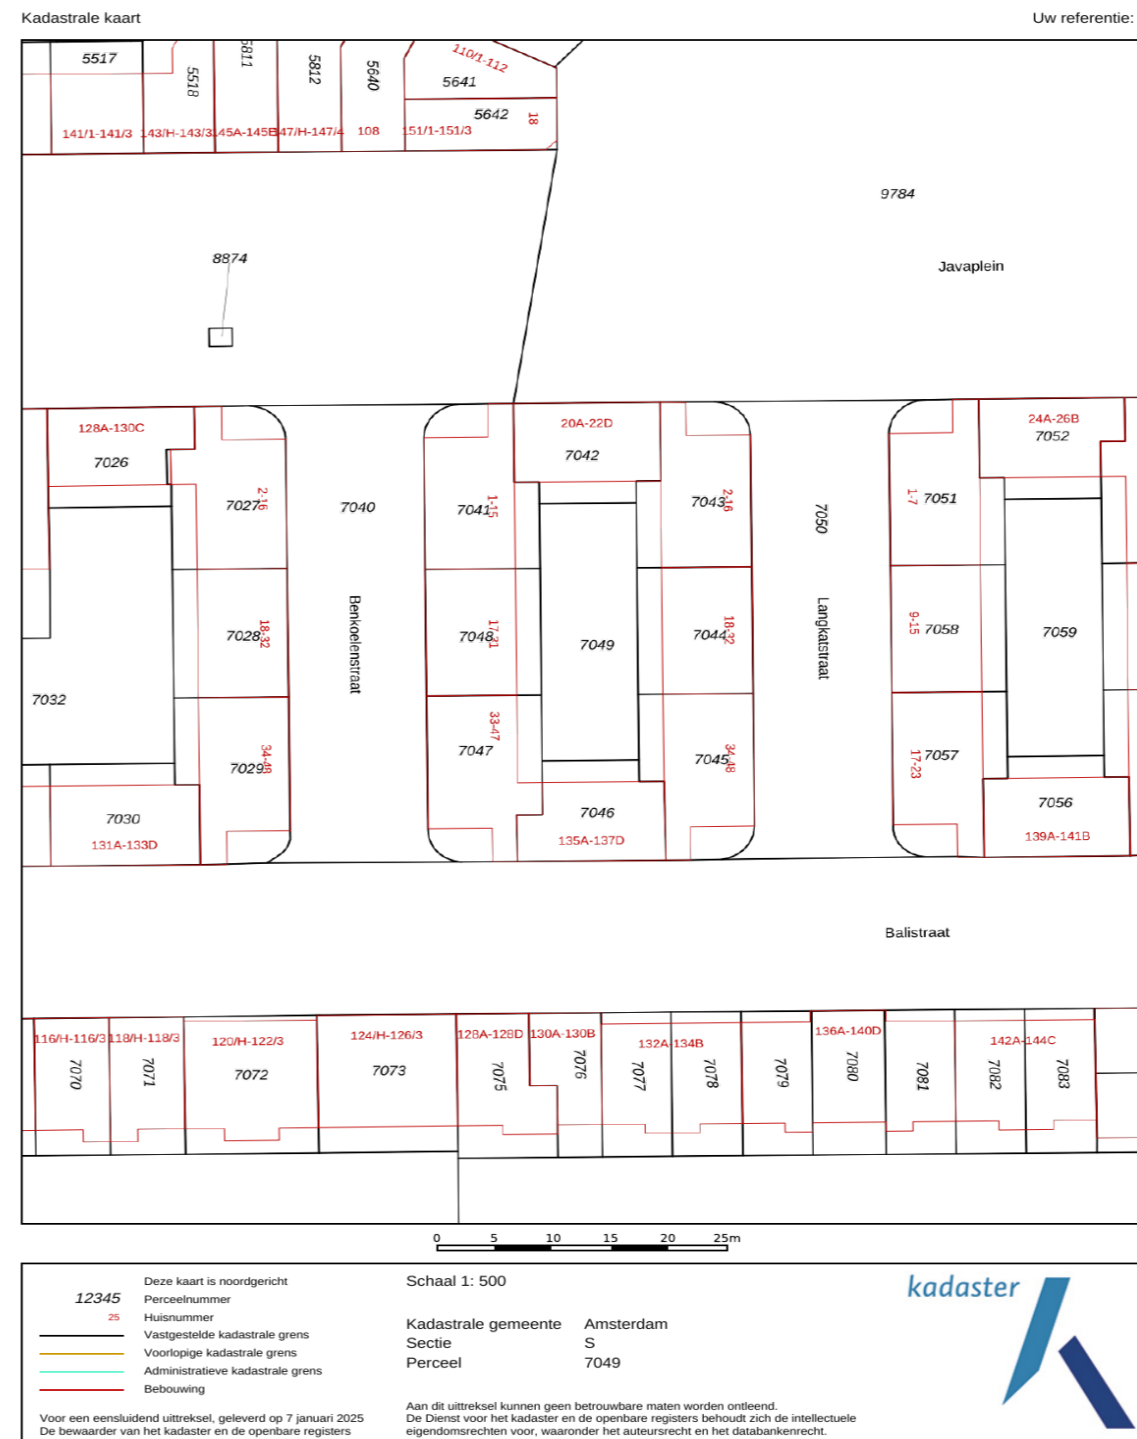 Kadastrale kaart
Uw referentie:
5517
5518
5811
5812
5640
110/1-112
5641
5642
18
141/1-141/3
143/H-143/3
145A-145E
147/H-147/4
108
151/1-151/3
9784
8874
Javaplein
128A-130C
7026
20A-22D
7042
24A-26B
7052
7027
2-16
7040
7041
1-15
7043
2-16
7050
1-7
7051
Benkoelenstraat
Langkatstraat
7028
18-32
7048
17-31
7049
7044
18-32
9-15
7058
7059
7032
7029
34-48
7047
33-47
7045
34-48
17-23
7057
7030
131A-133D
7046
135A-137D
7056
139A-141B
Balistraat
116/H-116/3
118/H-118/3
120/H-122/3
124/H-126/3
128A-128D
130A-130B
132A-134B
136A-140D
142A-144C
7070
7071
7072
7073
7075
7076
7077
7078
7079
7080
7081
7082
7083
0 5 10 15 20 25m
Deze kaart is noordgericht
12345 Perceelnummer
25 Huisnummer
Vastgestelde kadastrale grens
Voorlopige kadastrale grens
Administratieve kadastrale grens
Bebouwing
Voor een eensluidend uittreksel, geleverd op 7 januari 2025
De bewaarder van het kadaster en de openbare registers
Schaal 1: 500
Kadastrale gemeente Amsterdam
Sectie S
Perceel 7049
Aan dit uittreksel kunnen geen betrouwbare maten worden ontleend.
De Dienst voor het kadaster en de openbare registers behoudt zich de intellectuele
eigendomsrechten voor, waaronder het auteursrecht en het databankenrecht.
kadaster